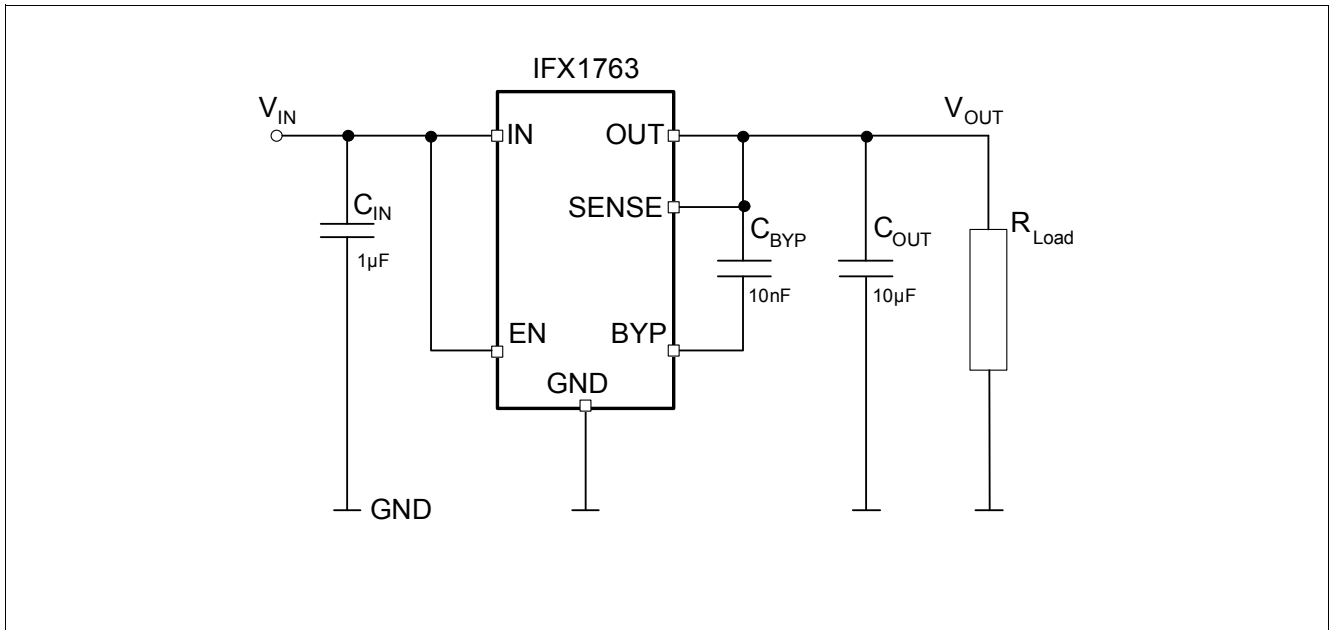 IFX1763
V_IN
V_OUT
IN
OUT
SENSE
C_IN
1µF
C_BYP
10nF
C_OUT
10µF
R_Load
EN
BYP
GND
GND